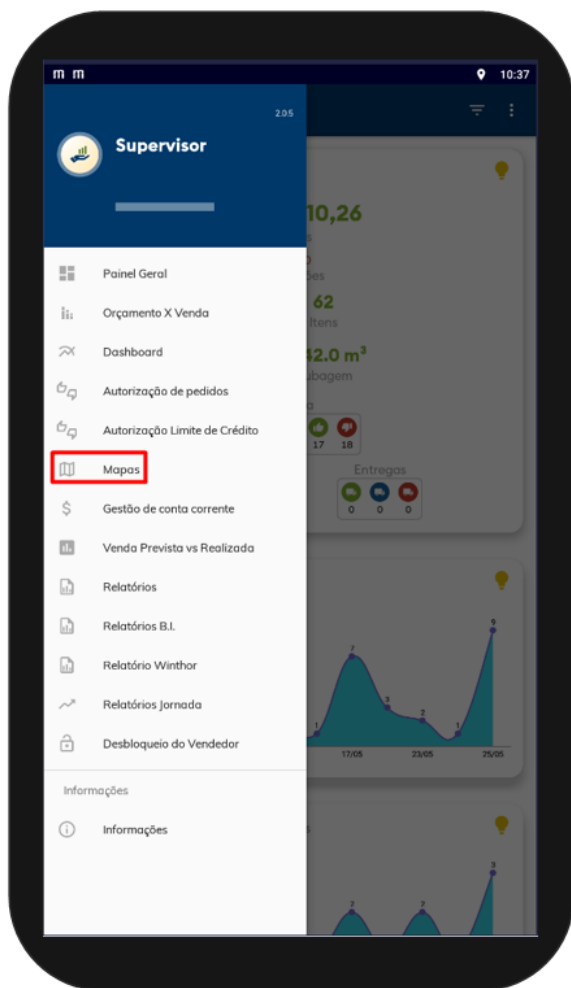 m m
10:37
2.0.5
Supervisor
Painel Geral
Orçamento X Venda
Dashboard
Autorização de pedidos
Autorização Limite de Crédito
Mapas
Gestão de conta corrente
Venda Prevista vs Realizada
Relatórios
Relatórios B.I.
Relatório Winthor
Relatórios Jornada
Desbloqueio do Vendedor
Informações
Informações
10,26
62
Itens
42.0 m³
17 18
Entregas
0 0 0
9
7
3
2
1
1
17/05 23/05 25/05
3
2
2